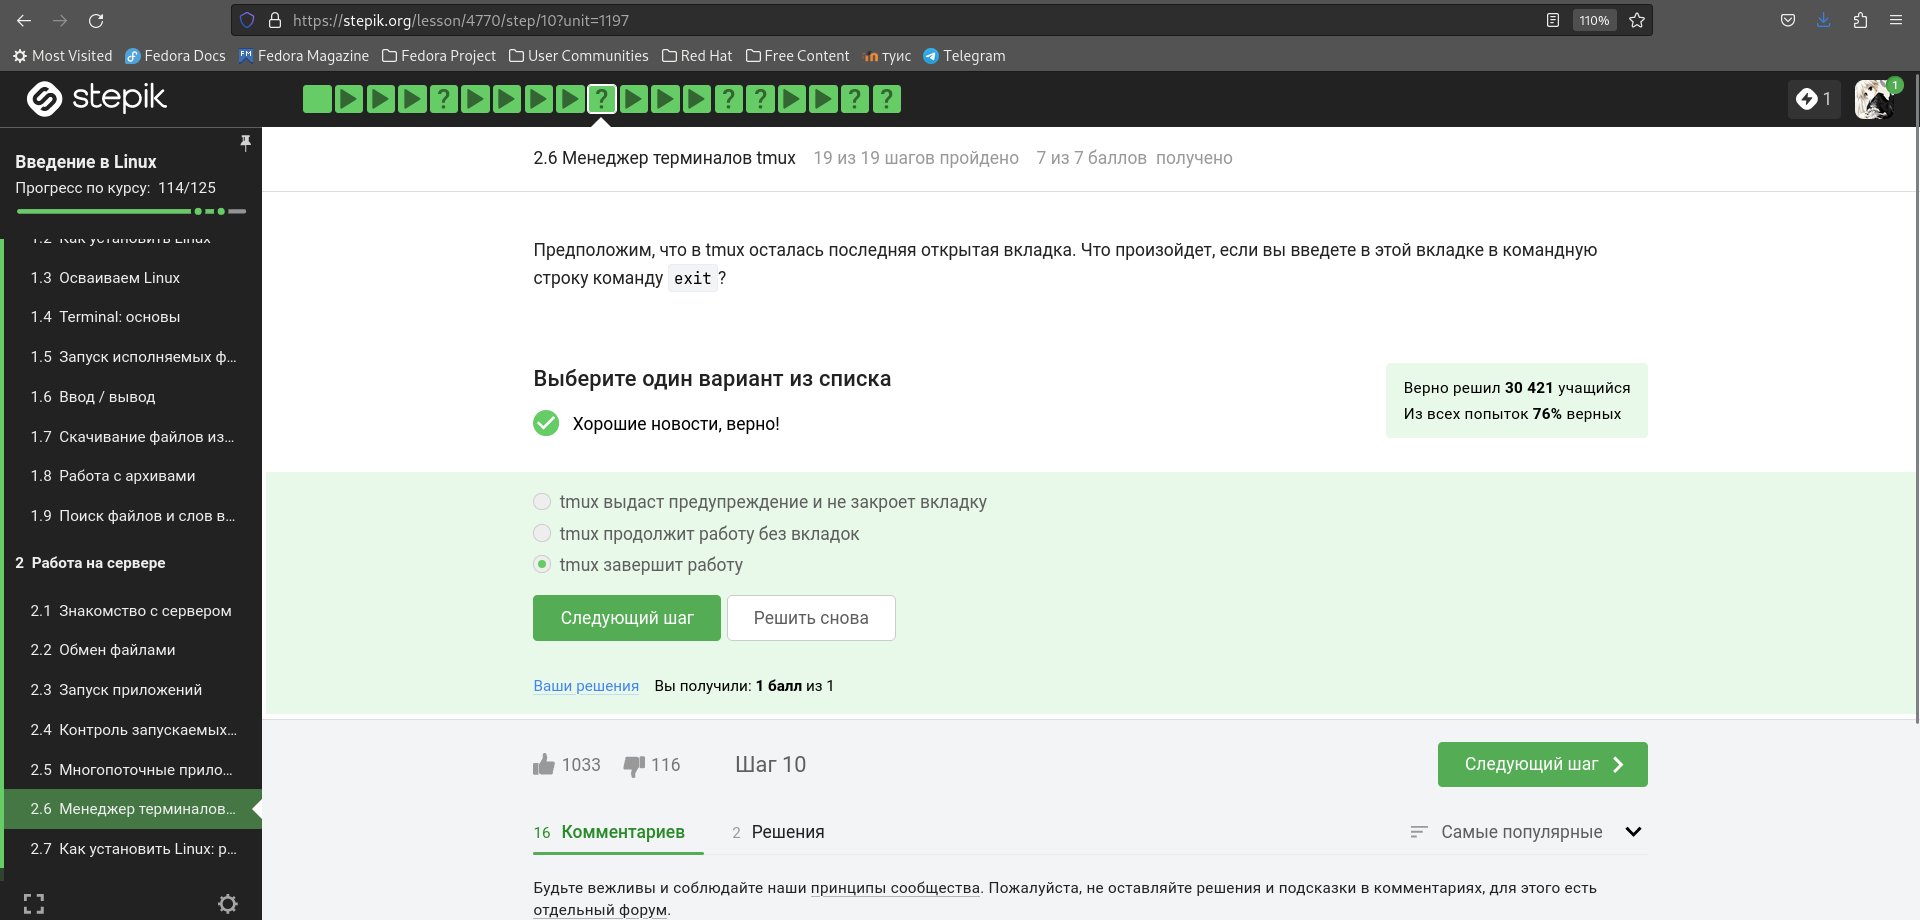 https://stepik.org/lesson/4770/step/10?unit=1197
110%
Most Visited Fedora Docs Fedora Magazine Fedora Project User Communities Red Hat Free Content туис Telegram
stepik
1
1
Введение в Linux
Прогресс по курсу: 114/125
1.2 Как установить Linux
1.3 Осваиваем Linux
1.4 Terminal: основы
1.5 Запуск исполняемых ф...
1.6 Ввод / вывод
1.7 Скачивание файлов из...
1.8 Работа с архивами
1.9 Поиск файлов и слов в...
2 Работа на сервере
2.1 Знакомство с сервером
2.2 Обмен файлами
2.3 Запуск приложений
2.4 Контроль запускаемых...
2.5 Многопоточные прило...
2.6 Менеджер терминалов...
2.7 Как установить Linux: р...
2.6 Менеджер терминалов tmux 19 из 19 шагов пройдено 7 из 7 баллов получено
Предположим, что в tmux осталась последняя открытая вкладка. Что произойдет, если вы введете в этой вкладке в командную
строку команду exit?
Выберите один вариант из списка
Хорошие новости, верно!
Верно решил 30 421 учащийся
Из всех попыток 76% верных
tmux выдаст предупреждение и не закроет вкладку
tmux продолжит работу без вкладок
tmux завершит работу
Следующий шаг Решить снова
Ваши решения Вы получили: 1 балл из 1
1033 116 Шаг 10 Следующий шаг
16 Комментариев 2 Решения Самые популярные
Будьте вежливы и соблюдайте наши принципы сообщества. Пожалуйста, не оставляйте решения и подсказки в комментариях, для этого есть
отдельный форум.